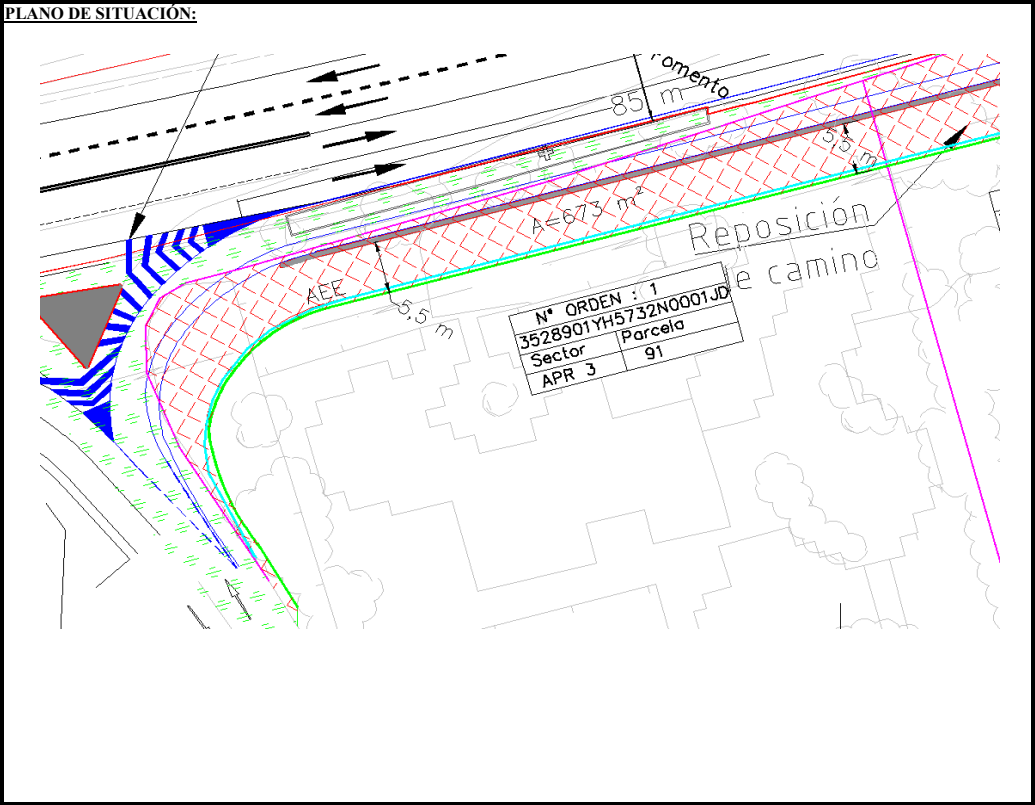 PLANO DE SITUACIÓN:
Fomento
85 m
5,5 m
A=673 m²
Reposición
e camino
AEE
5,5 m
Nº ORDEN : 1
3528901YH5732N0001JD
Sector Parcela
APR 3 91